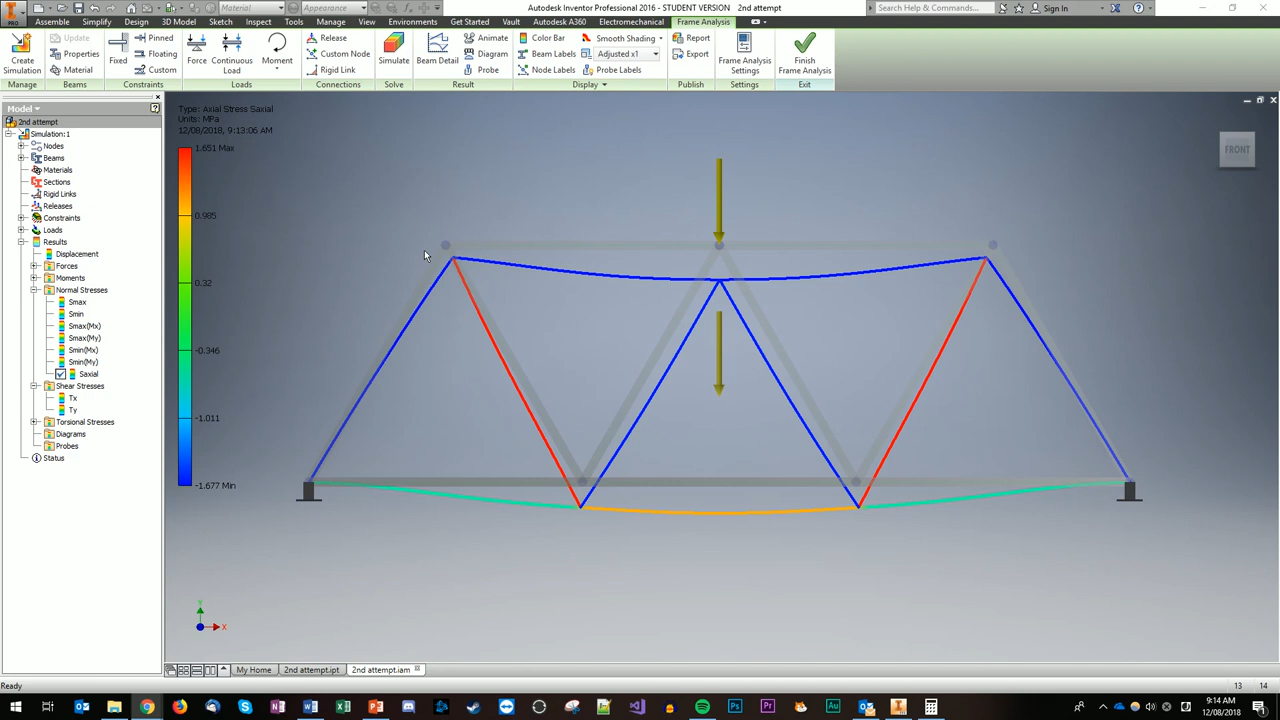 Material
Appearance
Autodesk Inventor Professional 2016 - STUDENT VERSION 2nd attempt
Search Help & Commands...
Sign In
PRO
Assemble
Simplify
Design
3D Model
Sketch
Inspect
Tools
Manage
View
Environments
Get Started
Vault
Autodesk A360
Electromechanical
Frame Analysis
Create
Simulation
Update
Properties
Material
Fixed
Pinned
Floating
Custom
Force
Continuous
Load
Moment
Release
Custom Node
Rigid Link
Simulate
Beam Detail
Animate
Diagram
Probe
Color Bar
Beam Labels
Node Labels
Smooth Shading
Adjusted x1
Probe Labels
Report
Export
Frame Analysis
Settings
Finish
Frame Analysis
Manage
Beams
Constraints
Loads
Connections
Solve
Result
Display
Publish
Settings
Exit
Model
2nd attempt
Simulation:1
Nodes
Beams
Materials
Sections
Rigid Links
Releases
Constraints
Loads
Results
Displacement
Forces
Moments
Normal Stresses
Smax
Smin
Smax(Mx)
Smax(My)
Smin(Mx)
Smin(My)
Saxial
Shear Stresses
Tx
Ty
Torsional Stresses
Diagrams
Probes
Status
Type: Axial Stress Saxial
Units: MPa
12/08/2018, 9:13:06 AM
1.651 Max
0.985
0.32
-0.346
-1.011
-1.677 Min
FRONT
Y
X
My Home
2nd attempt.ipt
2nd attempt.iam
Ready
13 14
9:14 AM
12/08/2018